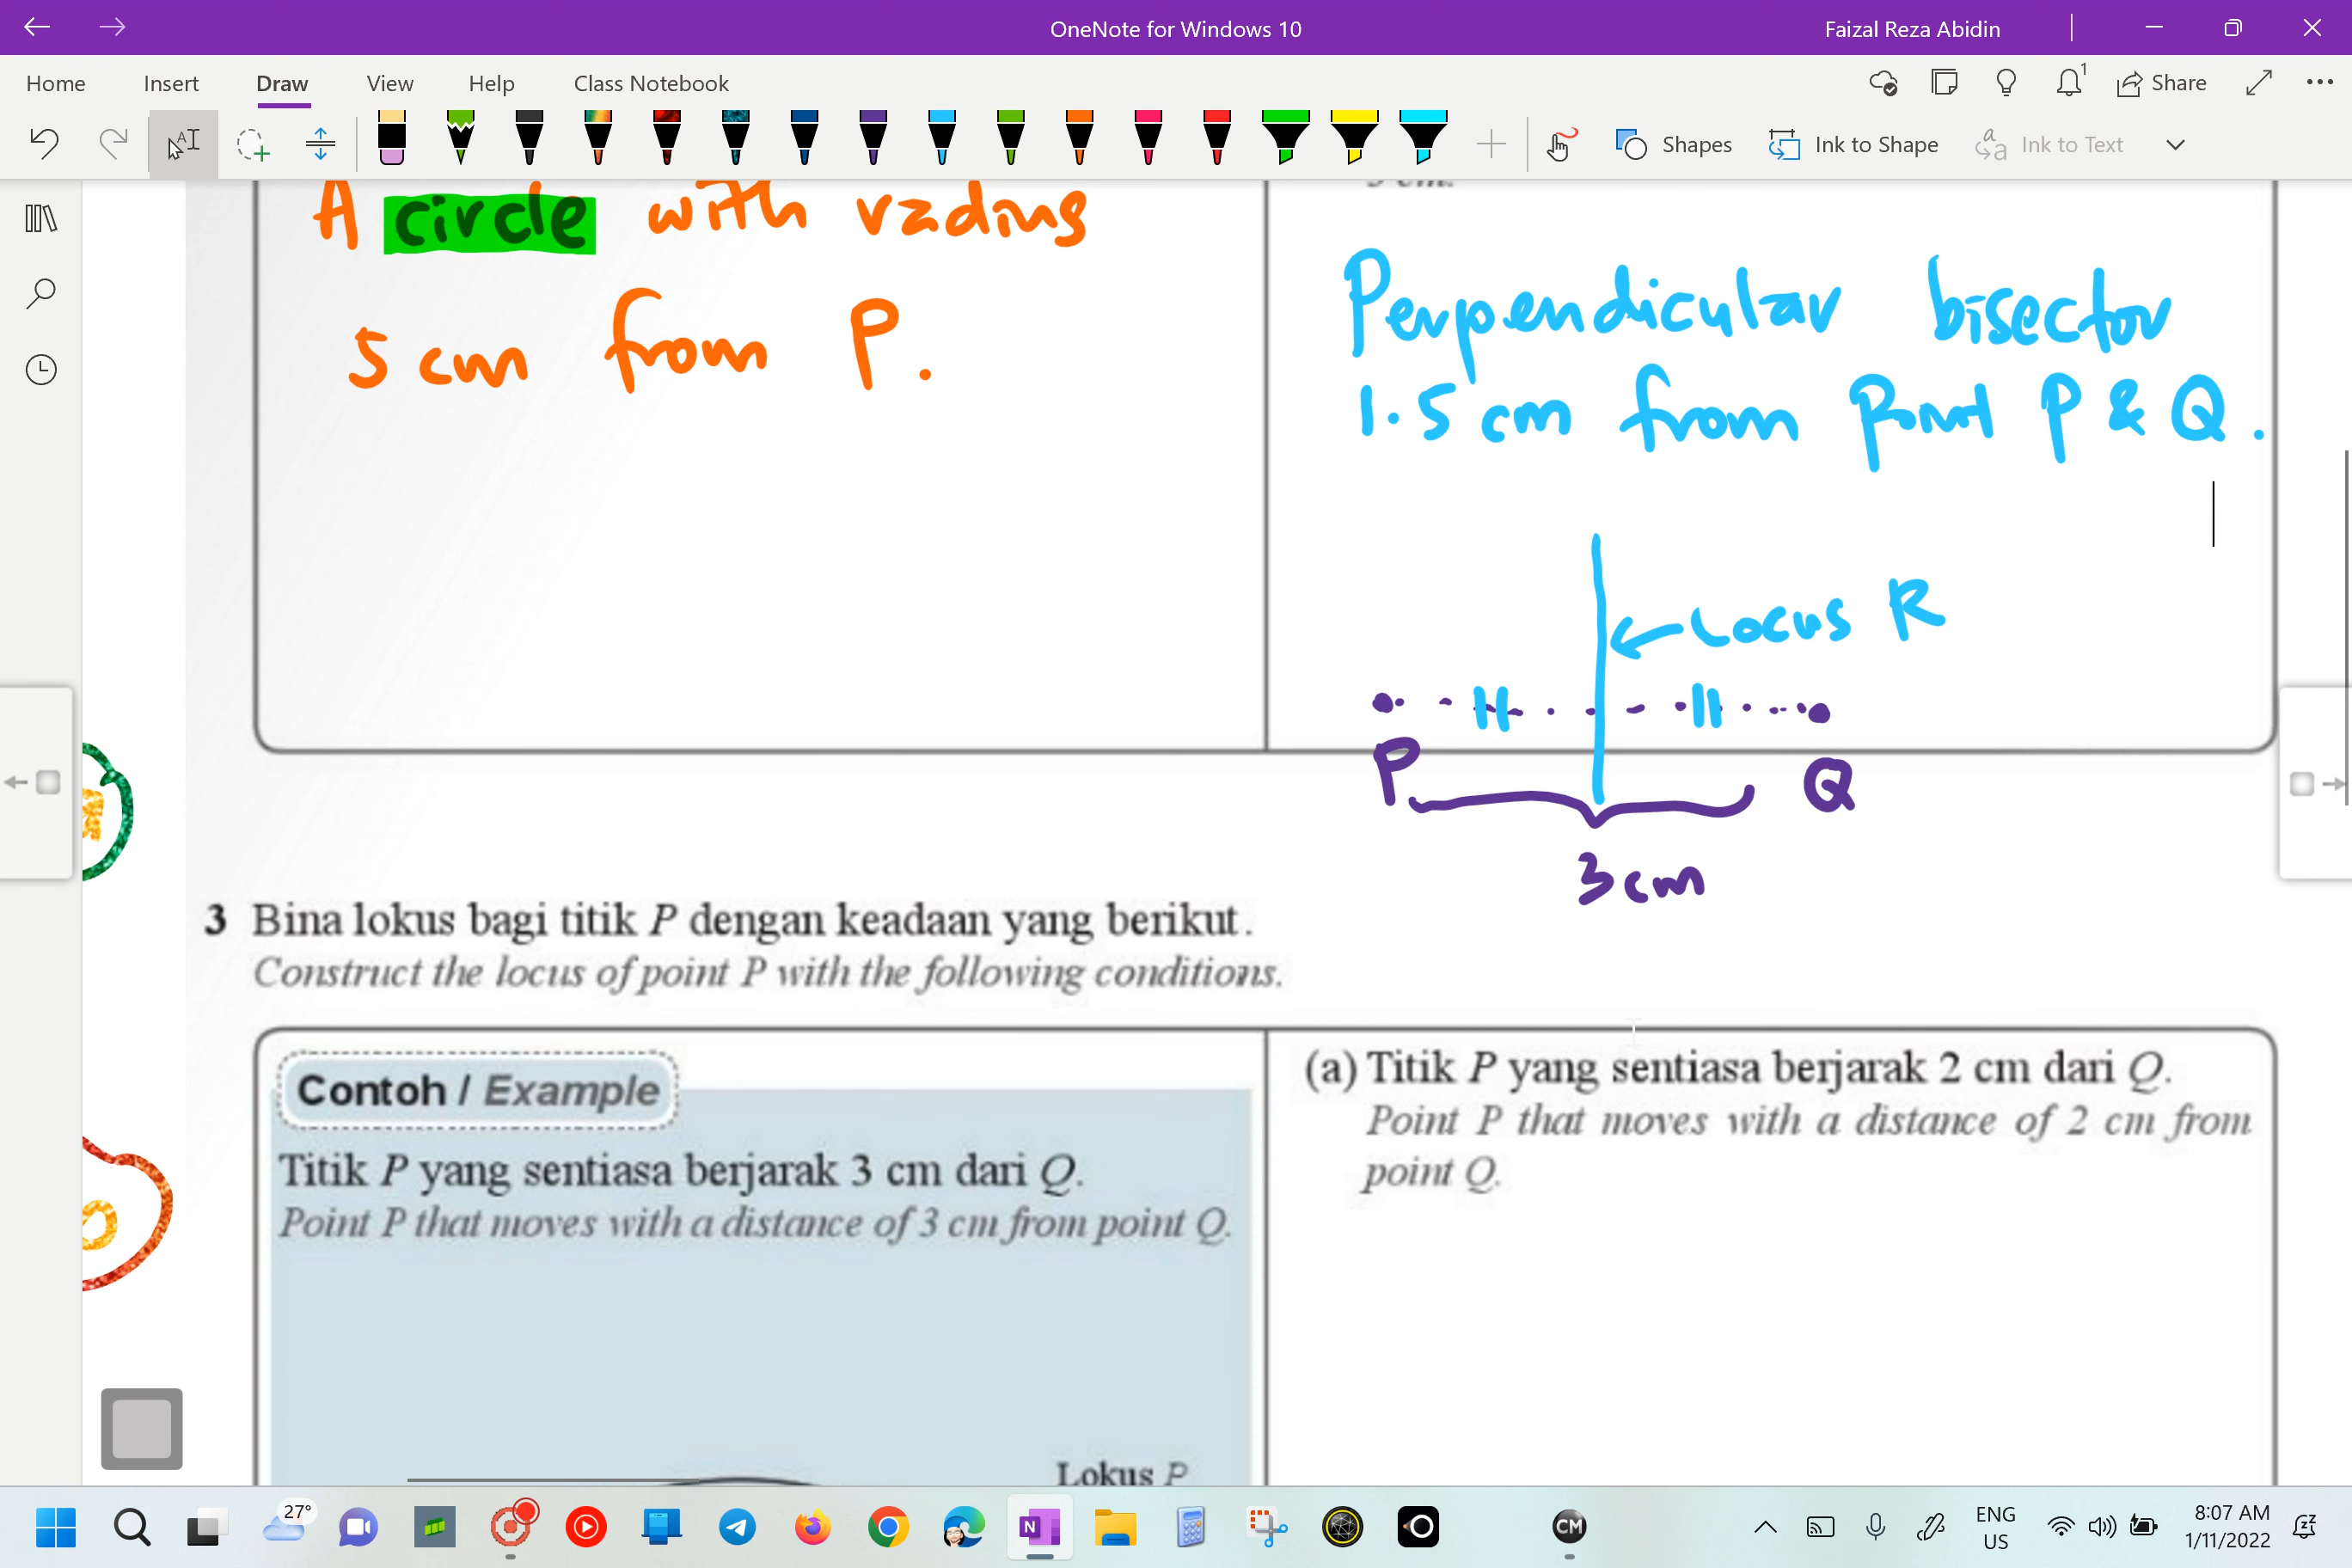 OneNote for Windows 10
Faizal Reza Abidin
Home Insert Draw View Help Class Notebook
1
Share
Shapes
Ink to Shape
Ink to Text
A circle with radius
5 cm from P.
Perpendicular bisector
1.5 cm from point P & Q.
Locus R
P
Q
3 cm
3 Bina lokus bagi titik P dengan keadaan yang berikut.
Construct the locus of point P with the following conditions.
Contoh / Example
Titik P yang sentiasa berjarak 3 cm dari Q.
Point P that moves with a distance of 3 cm from point Q.
Lokus P
(a) Titik P yang sentiasa berjarak 2 cm dari Q.
Point P that moves with a distance of 2 cm from
point Q.
27°
N
CM
ENG
US
8:07 AM
1/11/2022